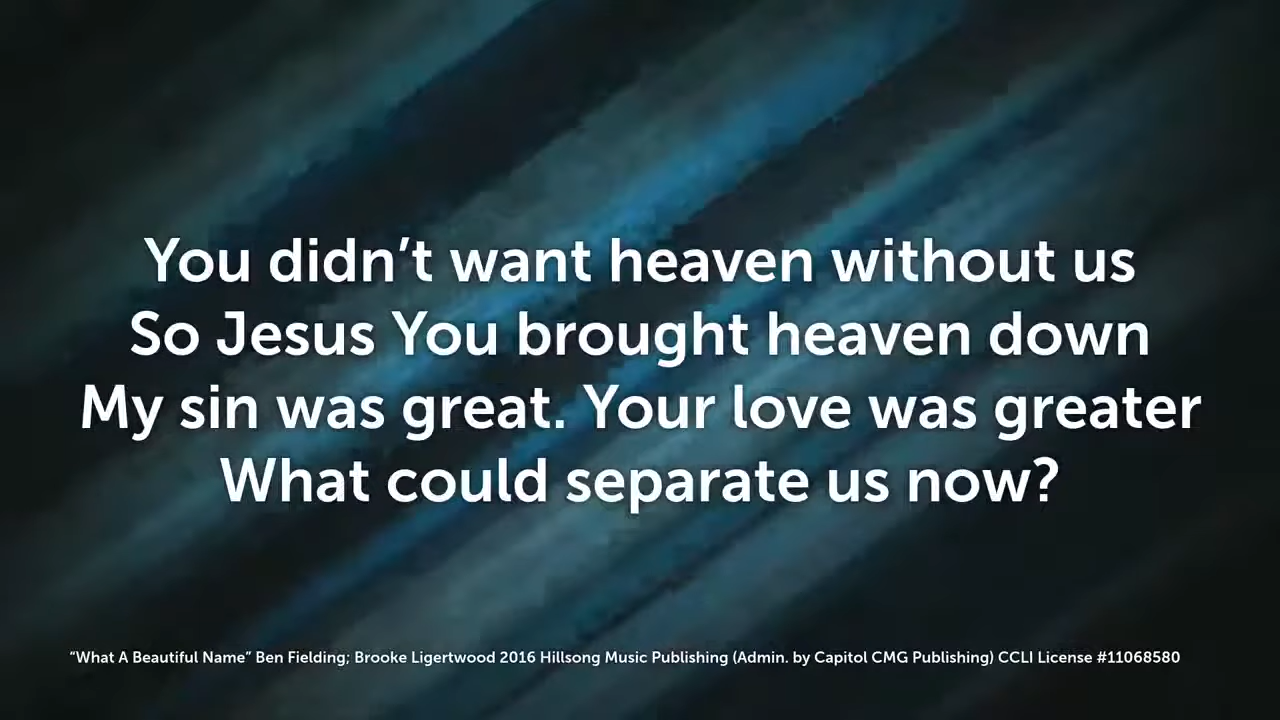 You didn’t want heaven without us
So Jesus You brought heaven down
My sin was great. Your love was greater
What could separate us now?
“What A Beautiful Name” Ben Fielding; Brooke Ligertwood 2016 Hillsong Music Publishing (Admin. by Capitol CMG Publishing) CCLI License #11068580